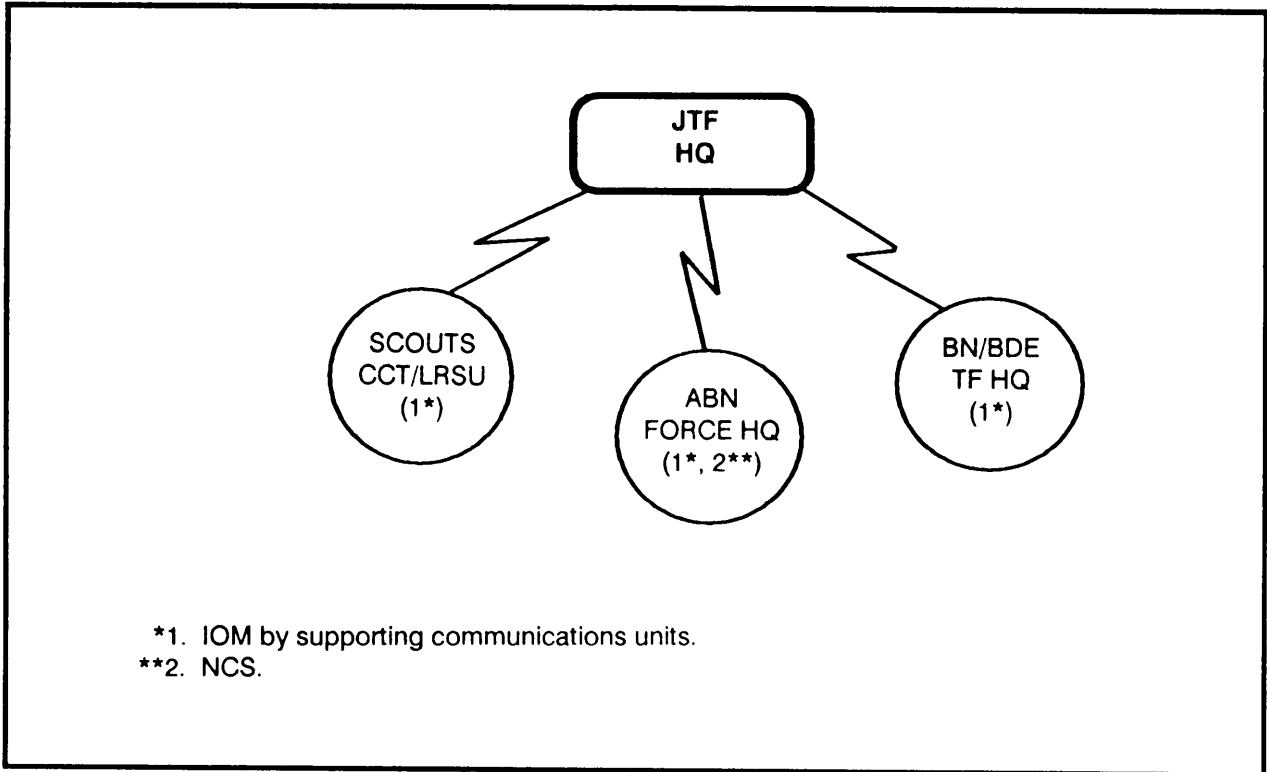 JTF
HQ
SCOUTS
CCT/LRSU
(1*)
ABN
FORCE HQ
(1*, 2**)
BN/BDE
TF HQ
(1*)
*1. IOM by supporting communications units.
**2. NCS.